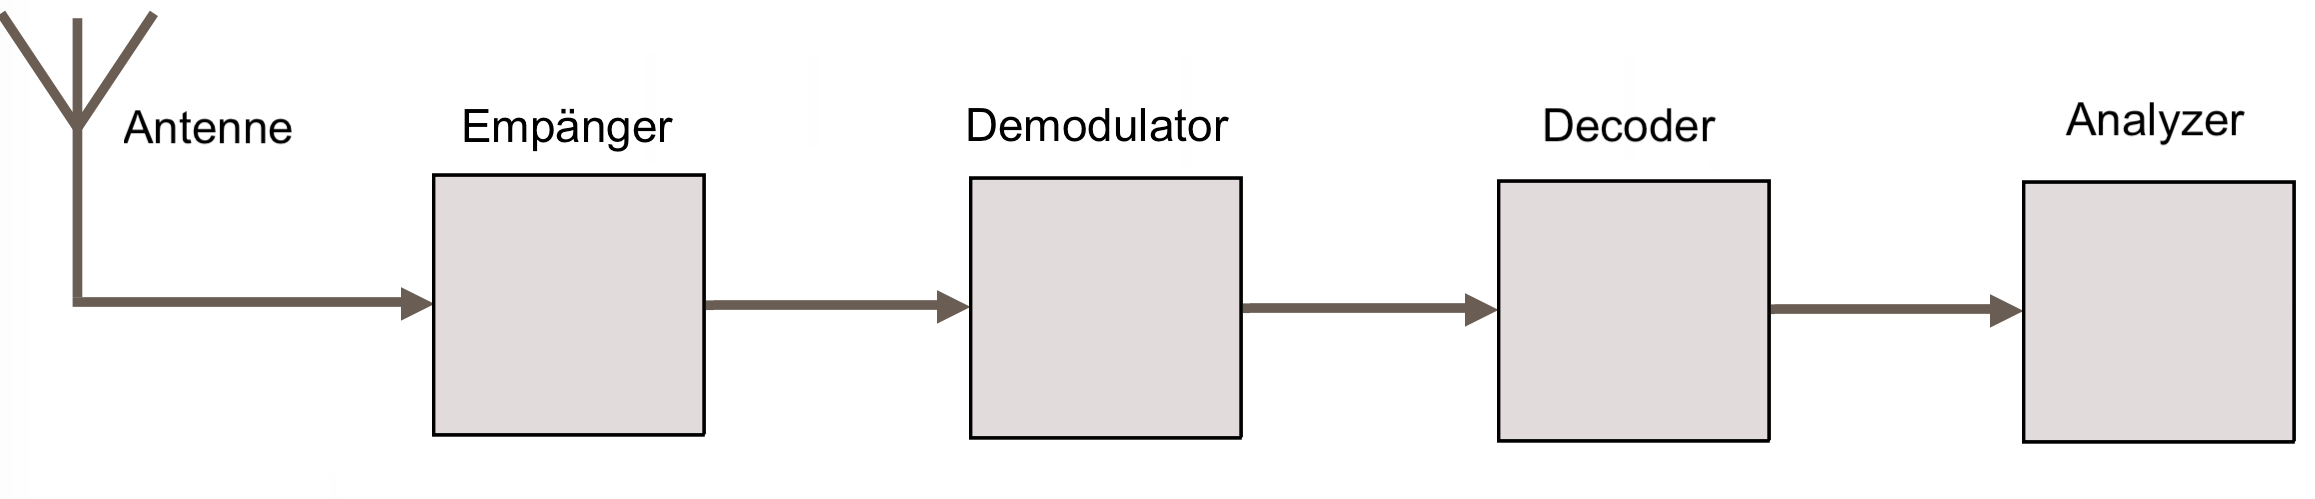 Antenne
Empänger
Demodulator
Decoder
Analyzer